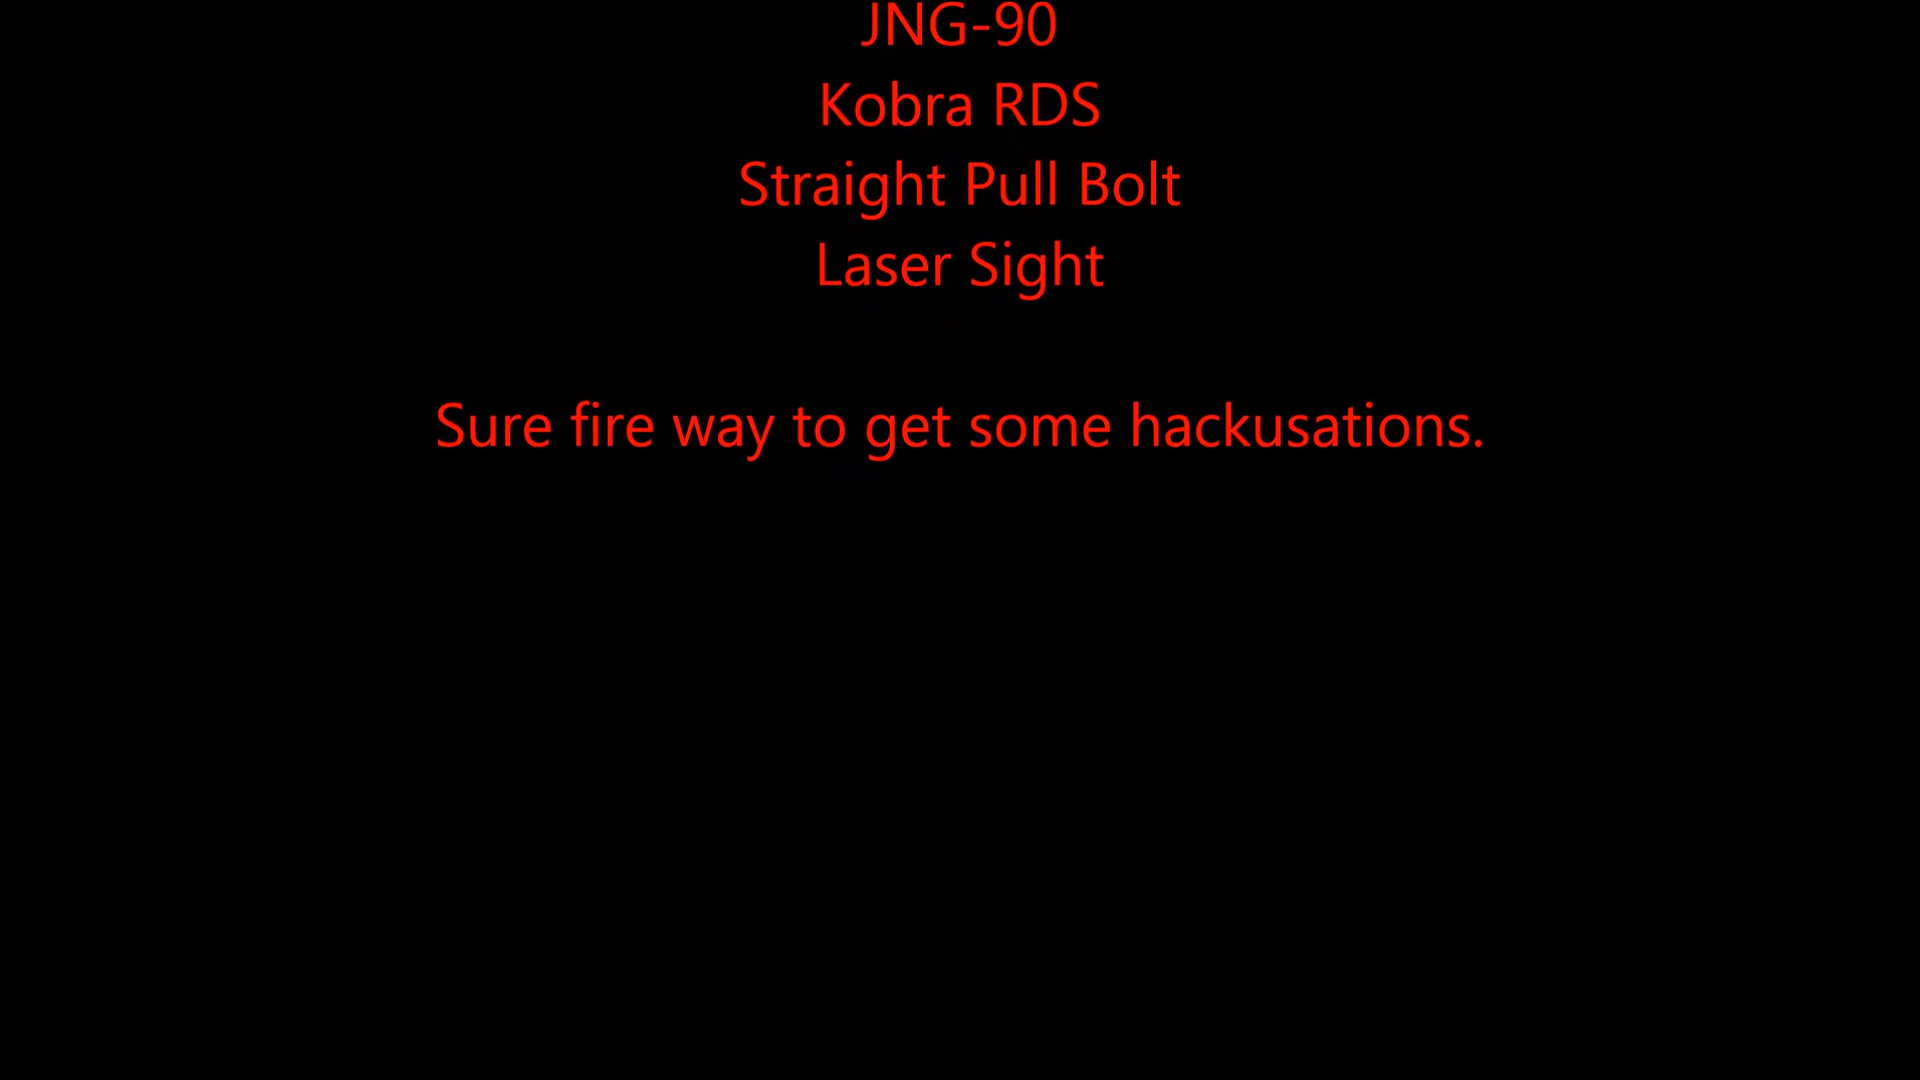 JNG-90
Kobra RDS
Straight Pull Bolt
Laser Sight
Sure fire way to get some hackusations.